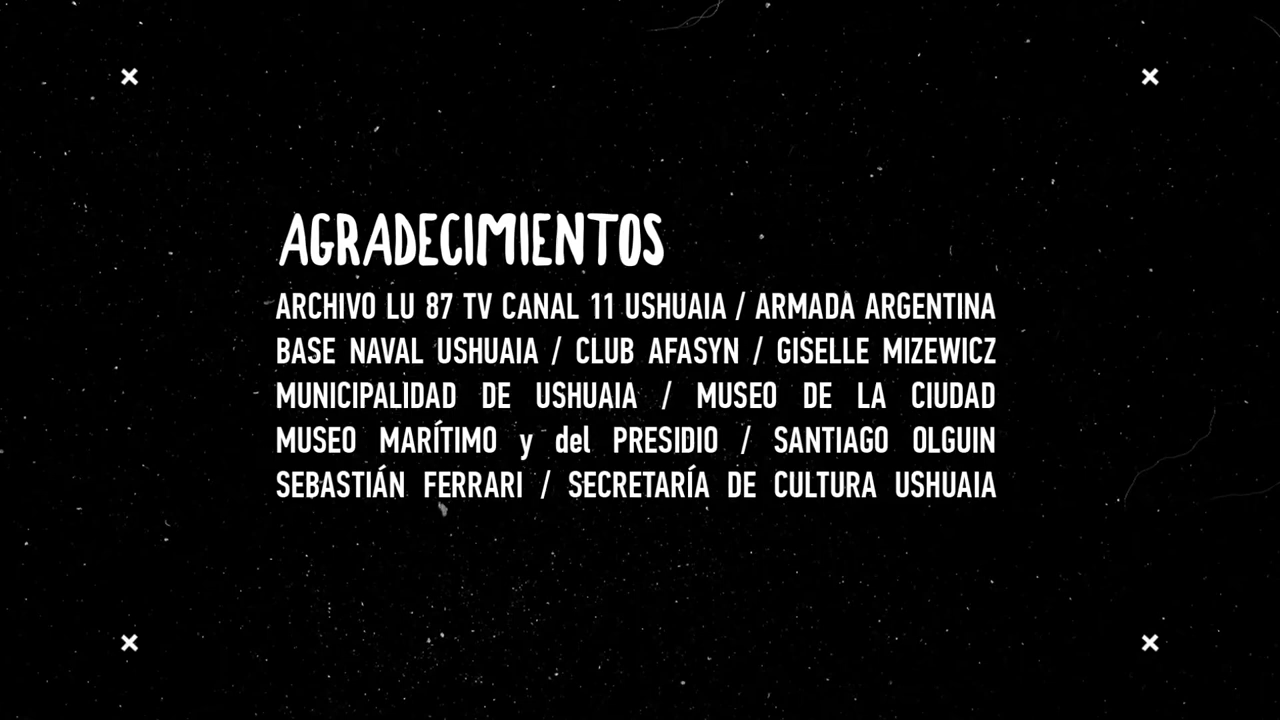 AGRADECIMIENTOS
ARCHIVO LU 87 TV CANAL 11 USHUAIA / ARMADA ARGENTINA
BASE NAVAL USHUAIA / CLUB AFASYN / GISELLE MIZEWICZ
MUNICIPALIDAD DE USHUAIA / MUSEO DE LA CIUDAD
MUSEO MARÍTIMO y del PRESIDIO / SANTIAGO OLGUIN
SEBASTIÁN FERRARI / SECRETARÍA DE CULTURA USHUAIA